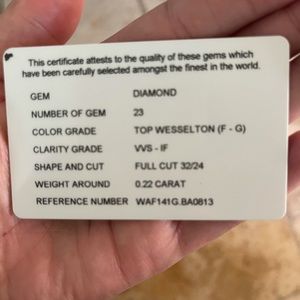 This certificate attests to the quality of these gems which
have been carefully selected amongst the finest in the world.
GEM DIAMOND
NUMBER OF GEM 23
COLOR GRADE TOP WESSELTON (F - G)
CLARITY GRADE VVS - IF
SHAPE AND CUT FULL CUT 32/24
WEIGHT AROUND 0.22 CARAT
REFERENCE NUMBER WAF141G.BA0813